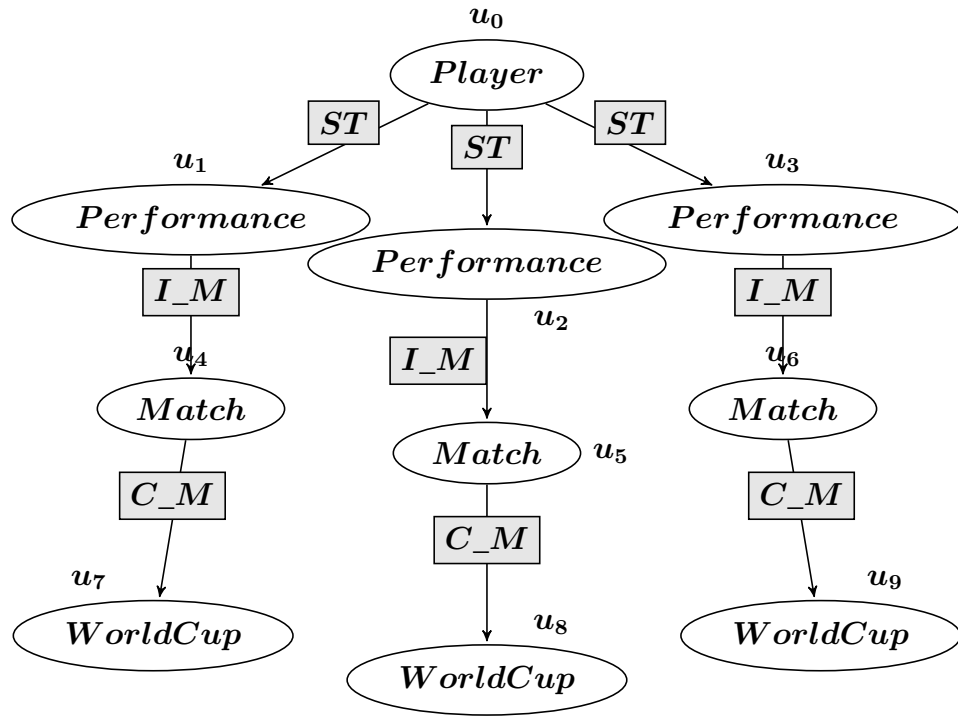 u₀
Player
ST ST ST
u₁ u₃
Performance Performance Performance
u₂
I_M I_M I_M
u₄ u₆
Match Match Match
u₅
C_M C_M C_M
u₇ u₈ u₉
WorldCup WorldCup WorldCup